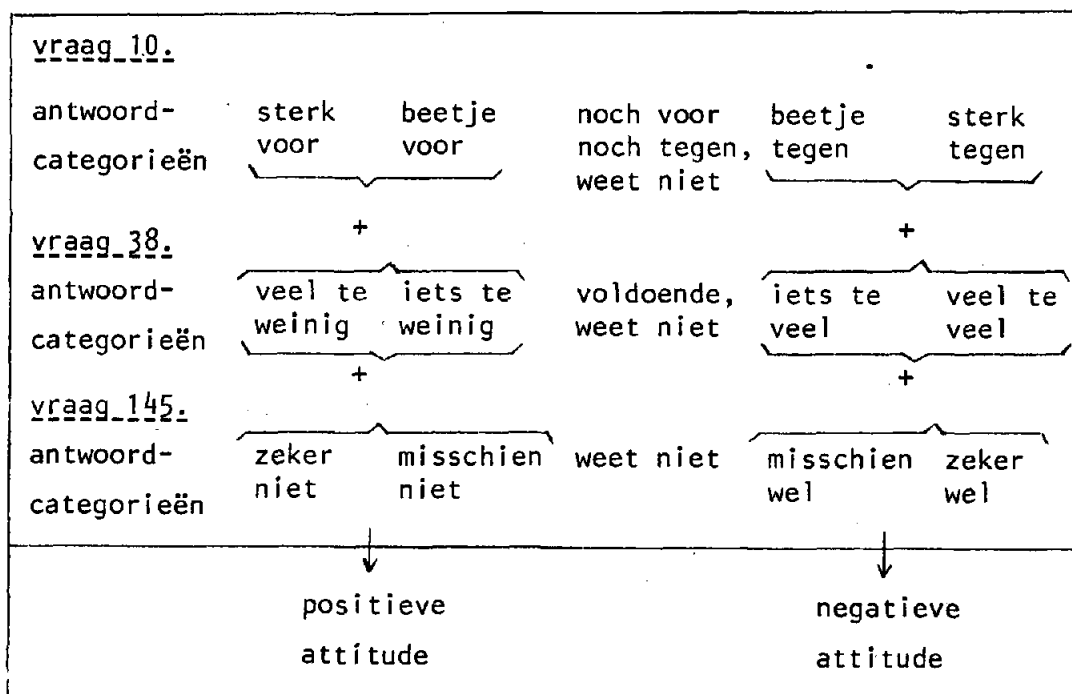 vraag 10.
antwoord- sterk beetje noch voor beetje sterk
categorieën voor voor noch tegen, tegen tegen
weet niet
+ +
vraag 38.
antwoord- veel te iets te voldoende, iets te veel te
categorieën weinig weinig weet niet veel veel
+ +
vraag 145.
antwoord- zeker misschien weet niet misschien zeker
categorieën niet niet wel wel
positieve negatieve
attitude attitude